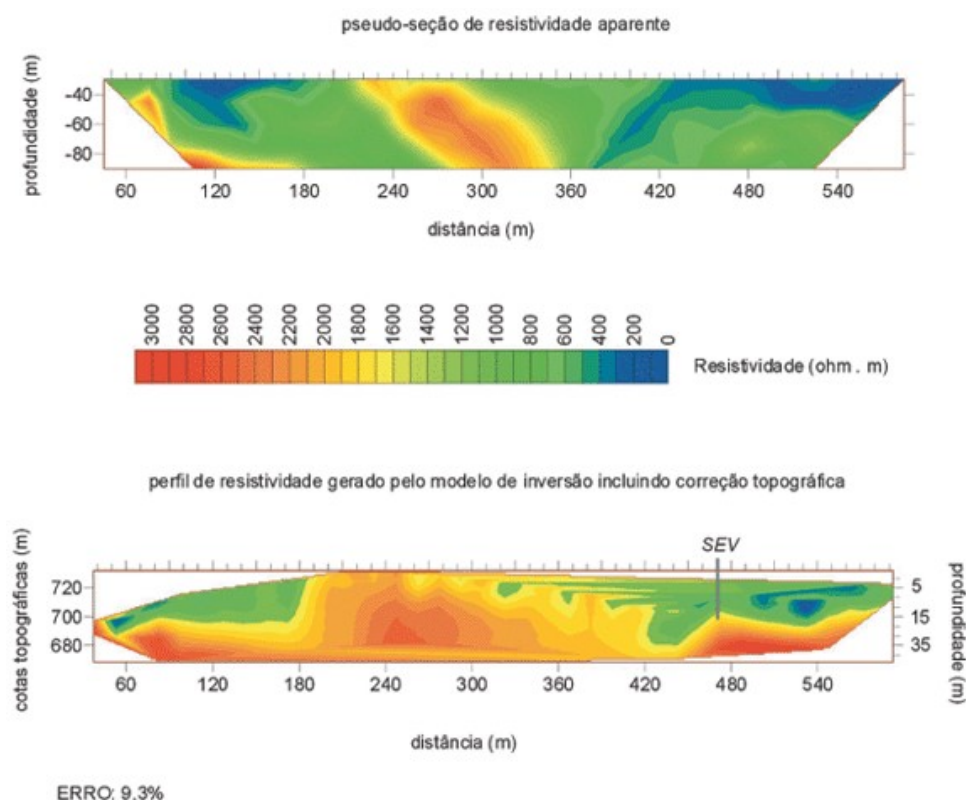 pseudo-seção de resistividade aparente
profundidade (m)
-40
-60
-80
60 120 180 240 300 360 420 480 540
distância (m)
3000 2800 2600 2400 2200 2000 1800 1600 1400 1200 1000 800 600 400 200 0
Resistividade (ohm . m)
perfil de resistividade gerado pelo modelo de inversão incluindo correção topográfica
SEV
cotas topográficas (m)
720
700
680
5
15
35
profundidade (m)
60 120 180 240 300 360 420 480 540
distância (m)
ERRO: 9.3%